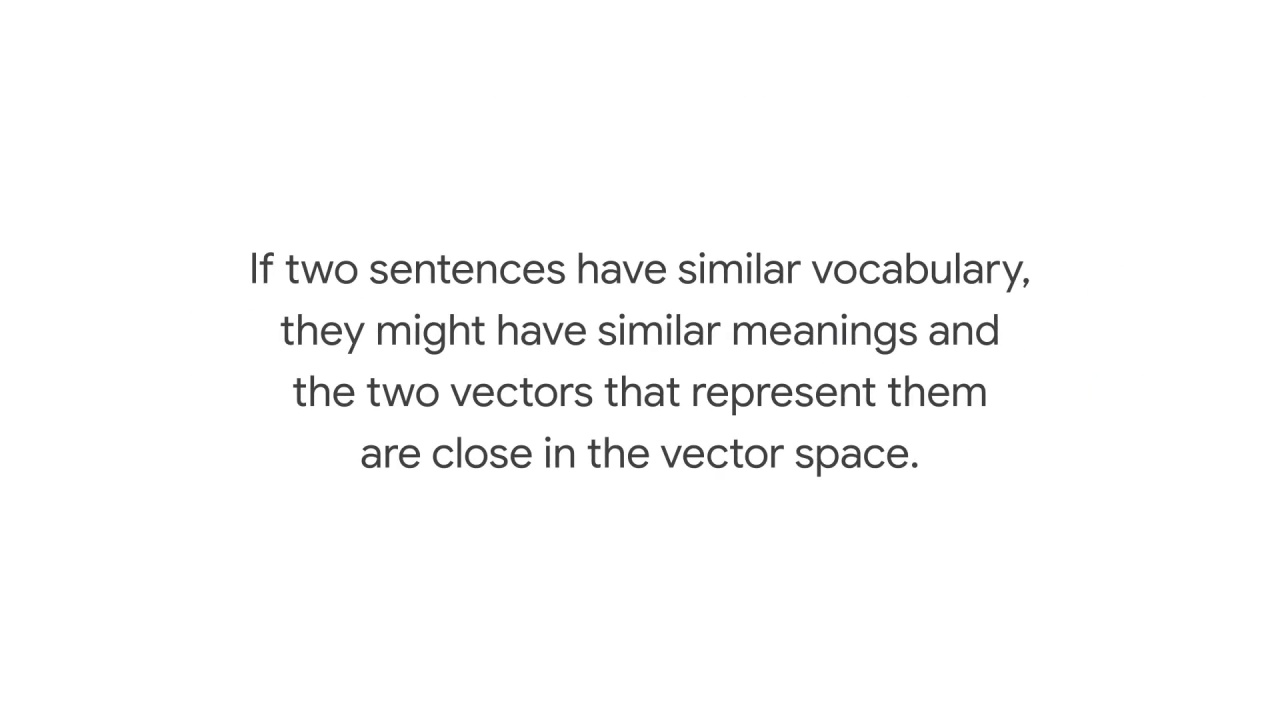 If two sentences have similar vocabulary,
they might have similar meanings and
the two vectors that represent them
are close in the vector space.